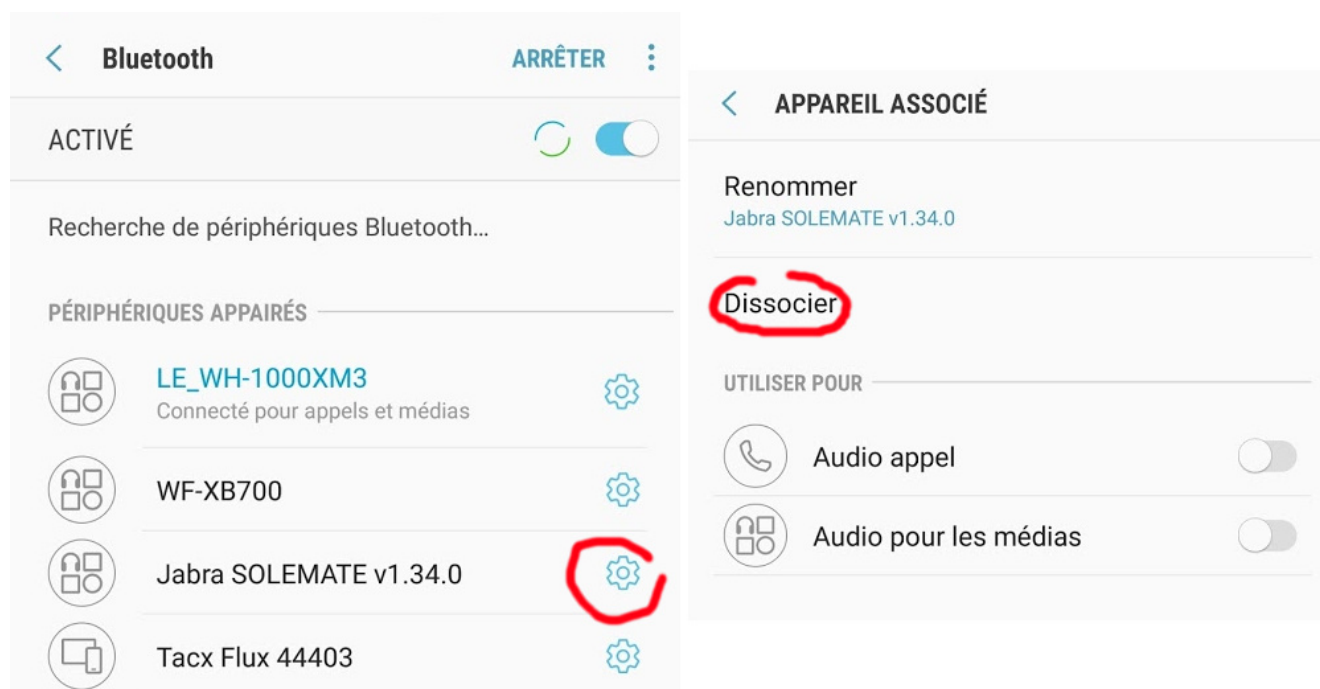 Bluetooth
ARRÊTER
ACTIVÉ
Recherche de périphériques Bluetooth...
PÉRIPHÉRIQUES APPAIRÉS
LE_WH-1000XM3
Connecté pour appels et médias
WF-XB700
Jabra SOLEMATE v1.34.0
Tacx Flux 44403
APPAREIL ASSOCIÉ
Renommer
Jabra SOLEMATE v1.34.0
Dissocier
UTILISER POUR
Audio appel
Audio pour les médias